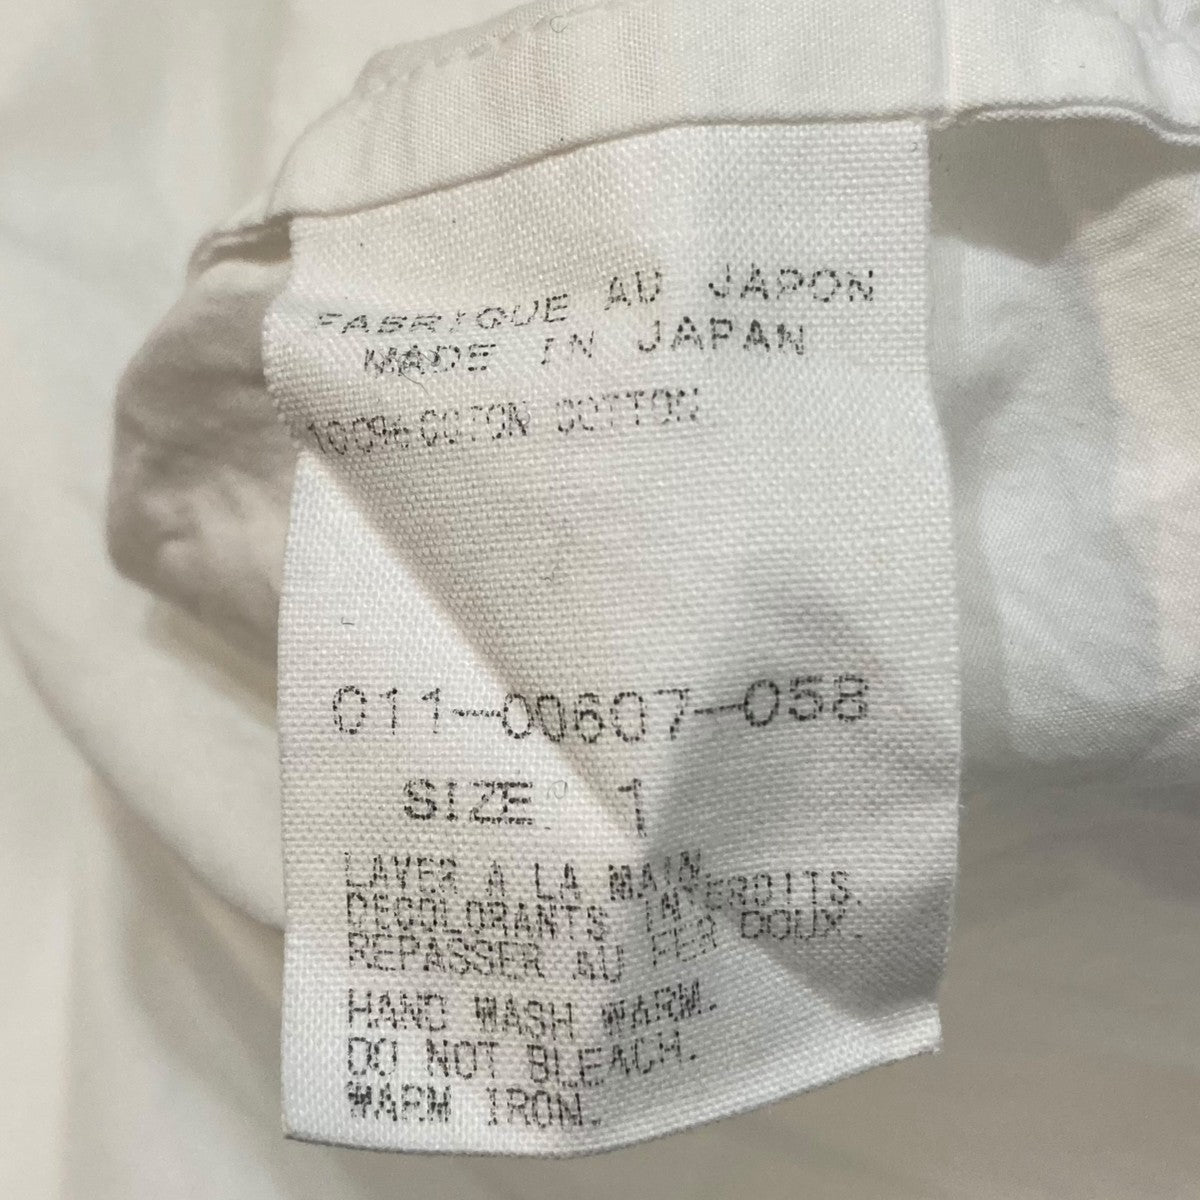 FABRIQUE AU JAPON
MADE IN JAPAN
100% COTON COTTON
011-00607-058
SIZE 1
LAVER A LA MAIN.
DECOLORANTS INTERDITS.
REPASSER AU FER DOUX.
HAND WASH WARM.
DO NOT BLEACH.
WARM IRON.